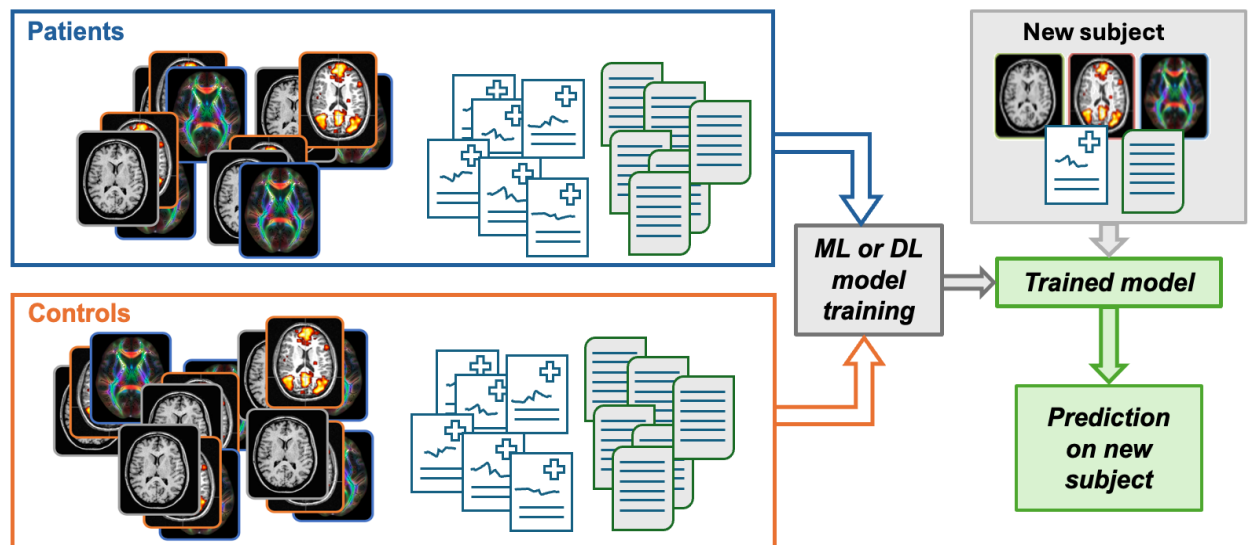 Patients
New subject
ML or DL
model
training
Trained model
Controls
Prediction
on new
subject